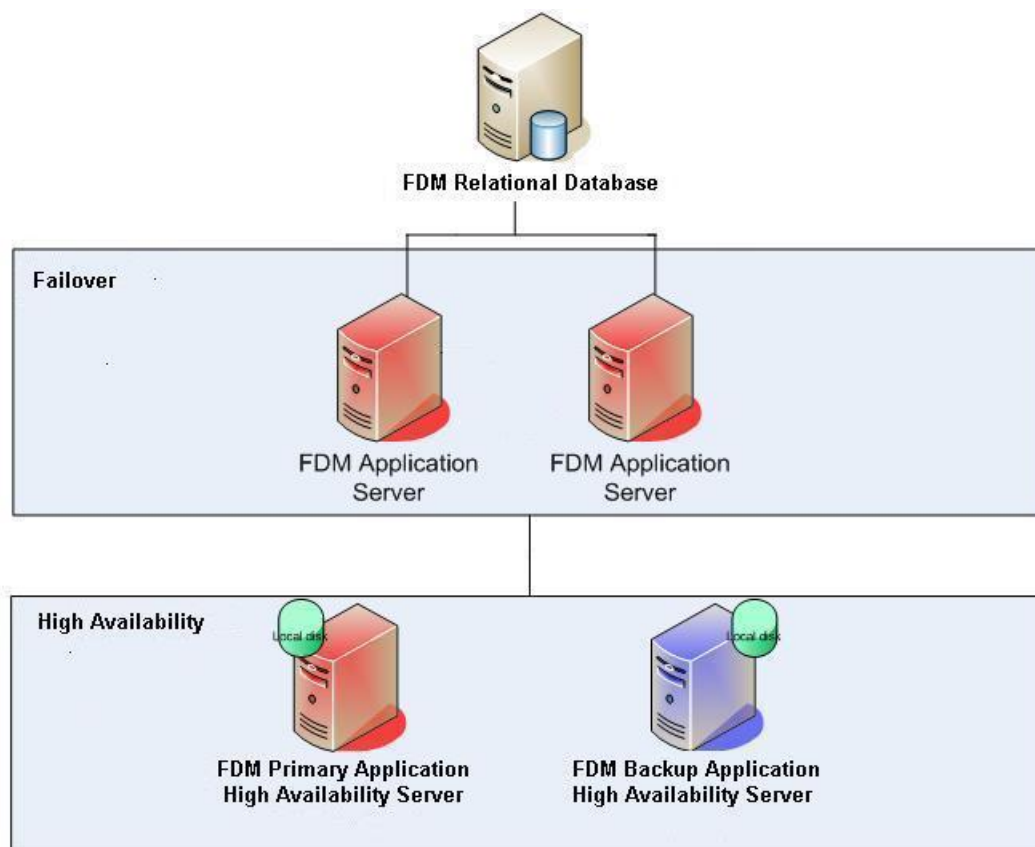 FDM Relational Database
Failover
FDM Application
Server
FDM Application
Server
High Availability
Local disk
Local disk
FDM Primary Application
High Availability Server
FDM Backup Application
High Availability Server